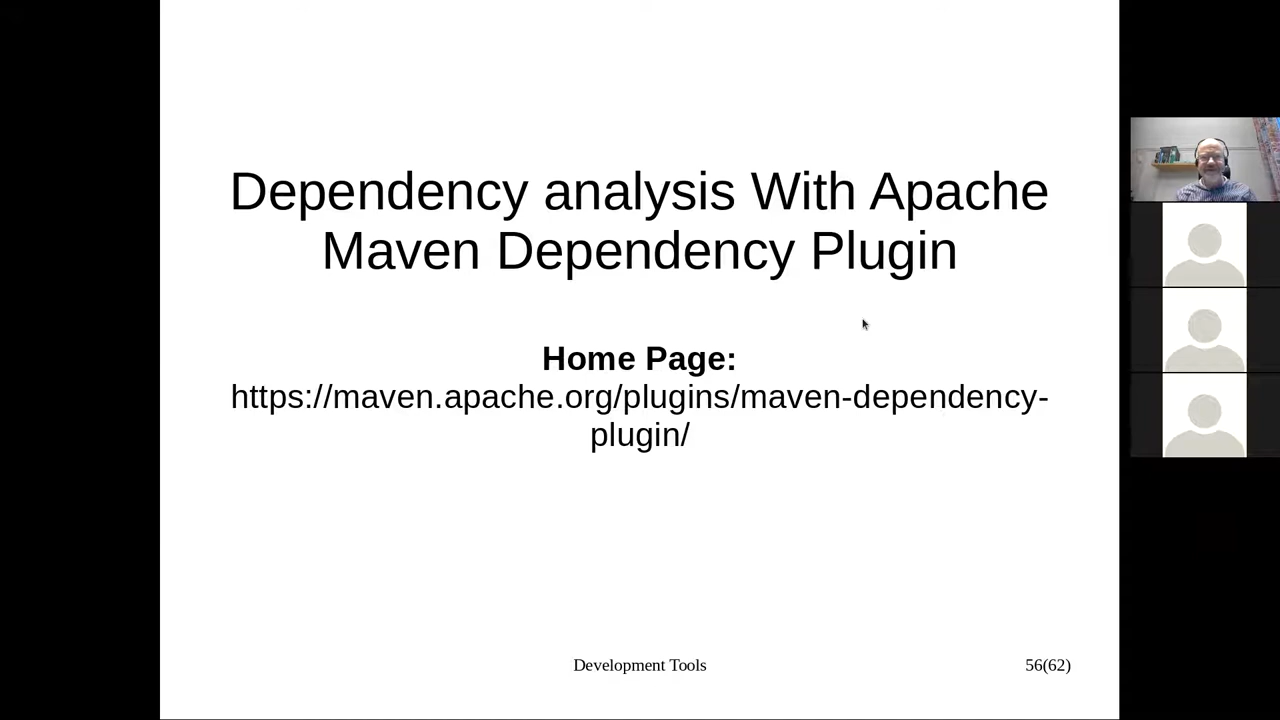 Dependency analysis With Apache
Maven Dependency Plugin
Home Page:
https://maven.apache.org/plugins/maven-dependency-
plugin/
Development Tools
56(62)